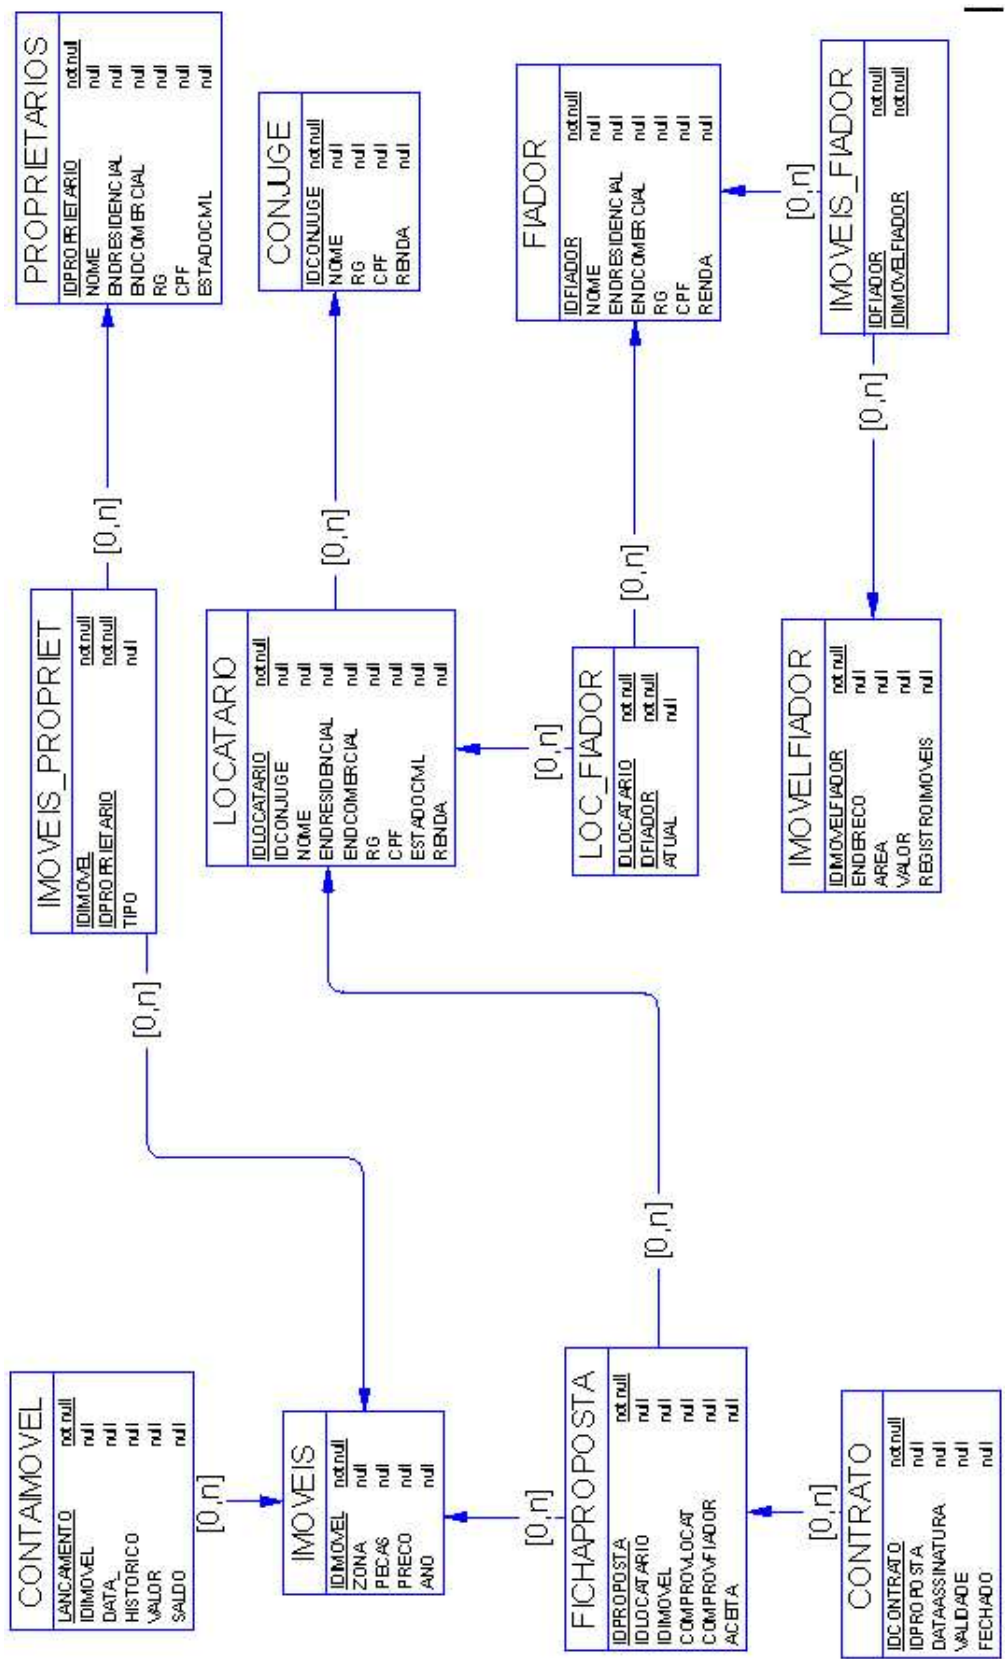 CONTAIMOVEL
LANCAMENTO not null
IDIMOVEL null
DATA_ null
HISTORICO null
VALOR null
SALDO null
[0,n]
IMOVEIS
IDIMOVEL not null
ZONA null
PECAS null
PRECO null
ANO null
[0,n]
FICHAPROPOSTA
IDPROPOSTA not null
IDLOCATARIO null
IDIMOVEL null
COMPROVLOCAT null
COMPROVFIADOR null
ACEITA null
[0,n]
CONTRATO
IDCONTRATO not null
IDPROPOSTA null
DATAASSINATURA null
VALIDADE null
FECHADO null
[0,n]
[0,n]
IMOVEIS_PROPRIET
IDIMOVEL not null
IDPROPRIETARIO not null
TIPO null
[0,n]
LOCATARIO
IDLOCATARIO not null
IDCONJUGE null
NOME null
ENDRESIDENCIAL null
ENDCOMERCIAL null
RG null
CPF null
ESTADOCIVIL null
RENDA null
[0,n]
[0,n]
LOC_FIADOR
IDLOCATARIO not null
IDFIADOR not null
ATUAL null
[0,n]
IMOVELFIADOR
IDIMOVELFIADOR not null
ENDERECO null
AREA null
VALOR null
REGISTROIMOVEIS null
[0,n]
PROPRIETARIOS
IDPROPRIETARIO not null
NOME null
ENDRESIDENCIAL null
ENDCOMERCIAL null
RG null
CPF null
ESTADOCIVIL null
CONJUGE
IDCONJUGE not null
NOME null
RG null
CPF null
RENDA null
FIADOR
IDFIADOR not null
NOME null
ENDRESIDENCIAL null
ENDCOMERCIAL null
RG null
CPF null
RENDA null
[0,n]
IMOVEIS_FIADOR
IDFIADOR not null
IDIMOVELFIADOR not null